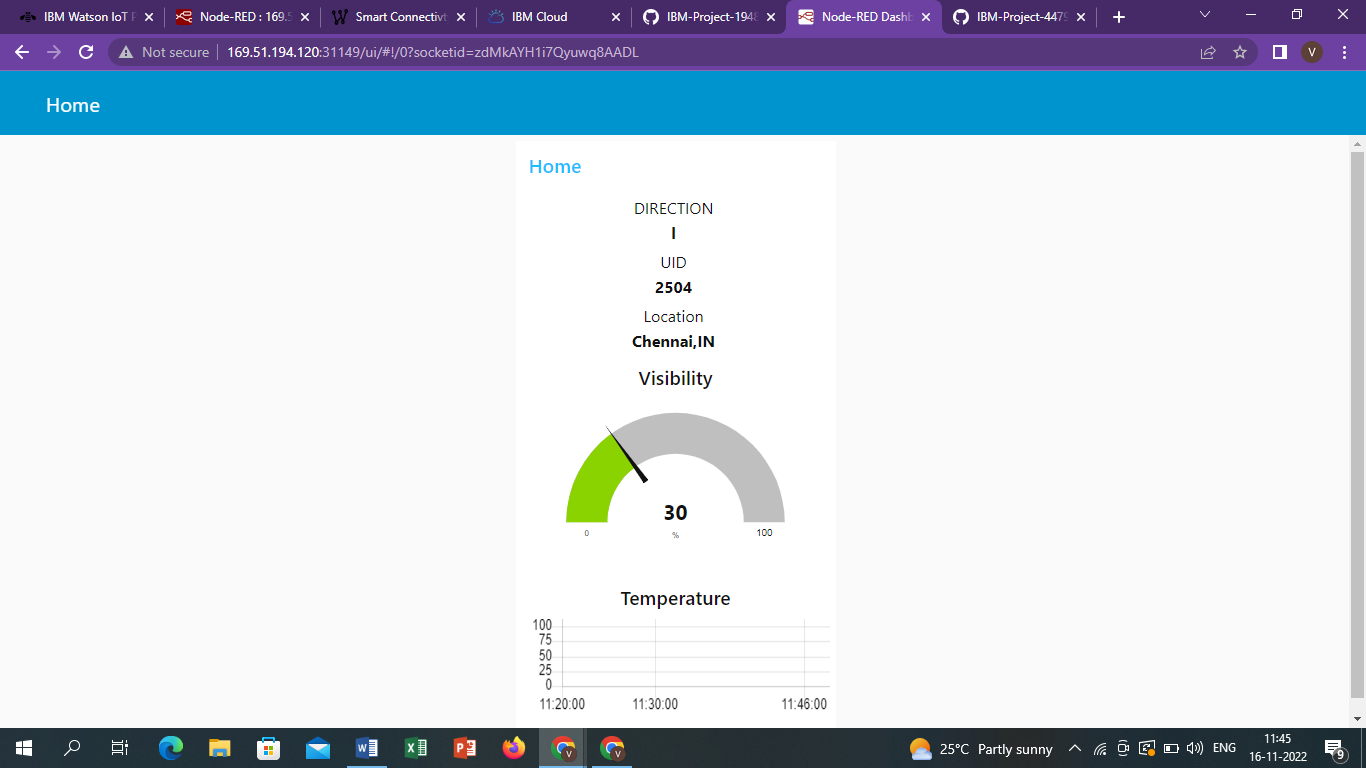 IBM Watson IoT P
Node-RED : 169.5
Smart Connectivt
IBM Cloud
IBM-Project-1948
Node-RED Dashb
IBM-Project-4479
V
Not secure
169.51.194.120:31149/ui/#!/0?socketid=zdMkAYH1i7Qyuwq8AADL
Home
Home
DIRECTION
l
UID
2504
Location
Chennai,IN
Visibility
30
0
%
100
Temperature
100
75
50
25
0
11:20:00 11:30:00 11:46:00
25°C Partly sunny
ENG
11:45
16-11-2022
9